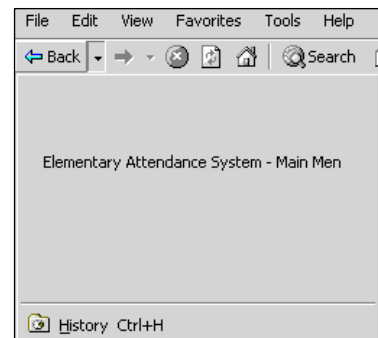 File Edit View Favorites Tools Help
Back Search
Elementary Attendance System - Main Men
History Ctrl+H